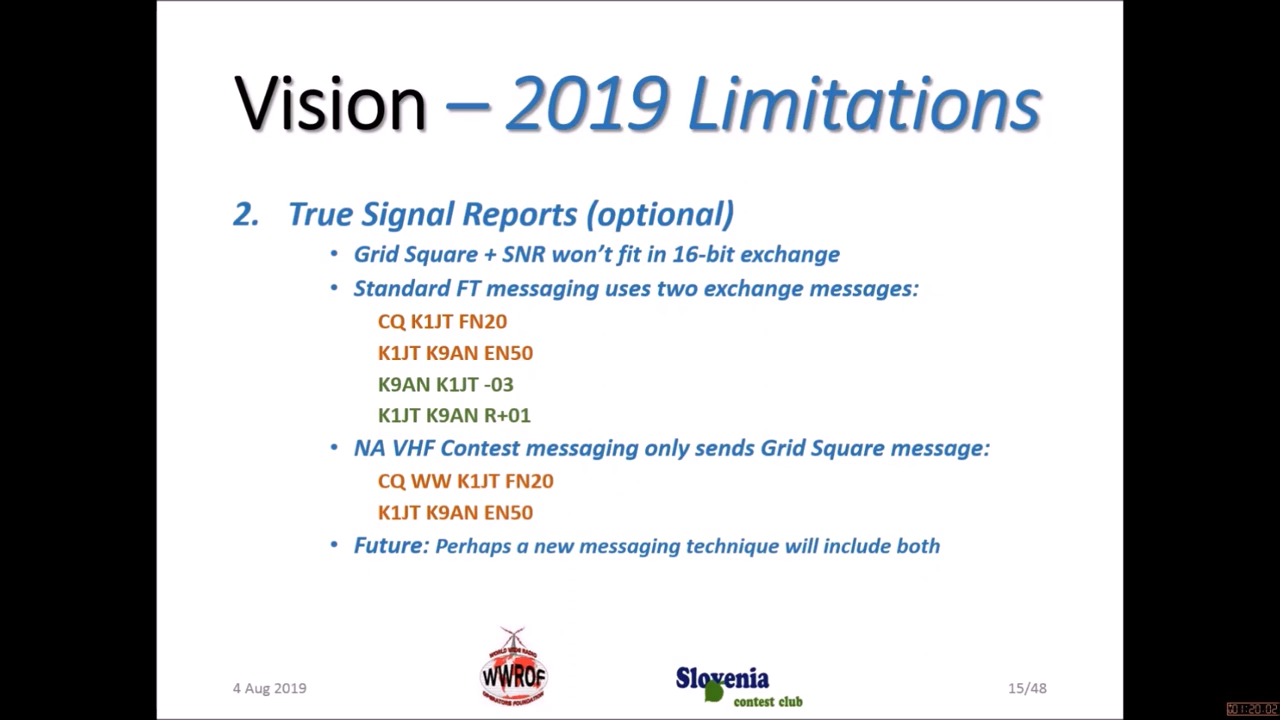 Vision – 2019 Limitations
2. True Signal Reports (optional)
• Grid Square + SNR won't fit in 16-bit exchange
• Standard FT messaging uses two exchange messages:
CQ K1JT FN20
K1JT K9AN EN50
K9AN K1JT -03
K1JT K9AN R+01
• NA VHF Contest messaging only sends Grid Square message:
CQ WW K1JT FN20
K1JT K9AN EN50
• Future: Perhaps a new messaging technique will include both
4 Aug 2019
WORLD WIDE RADIO
WWROF
OPERATORS FOUNDATION
Slovenia
contest club
15/48
01:20:02